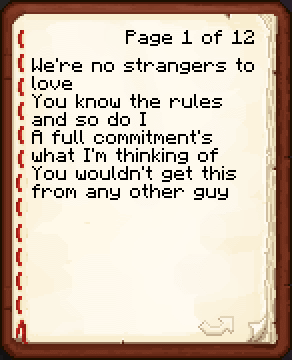 Page 1 of 12
We're no strangers to
love
You know the rules
and so do I
A full commitment's
what I'm thinking of
You wouldn't get this
from any other guy